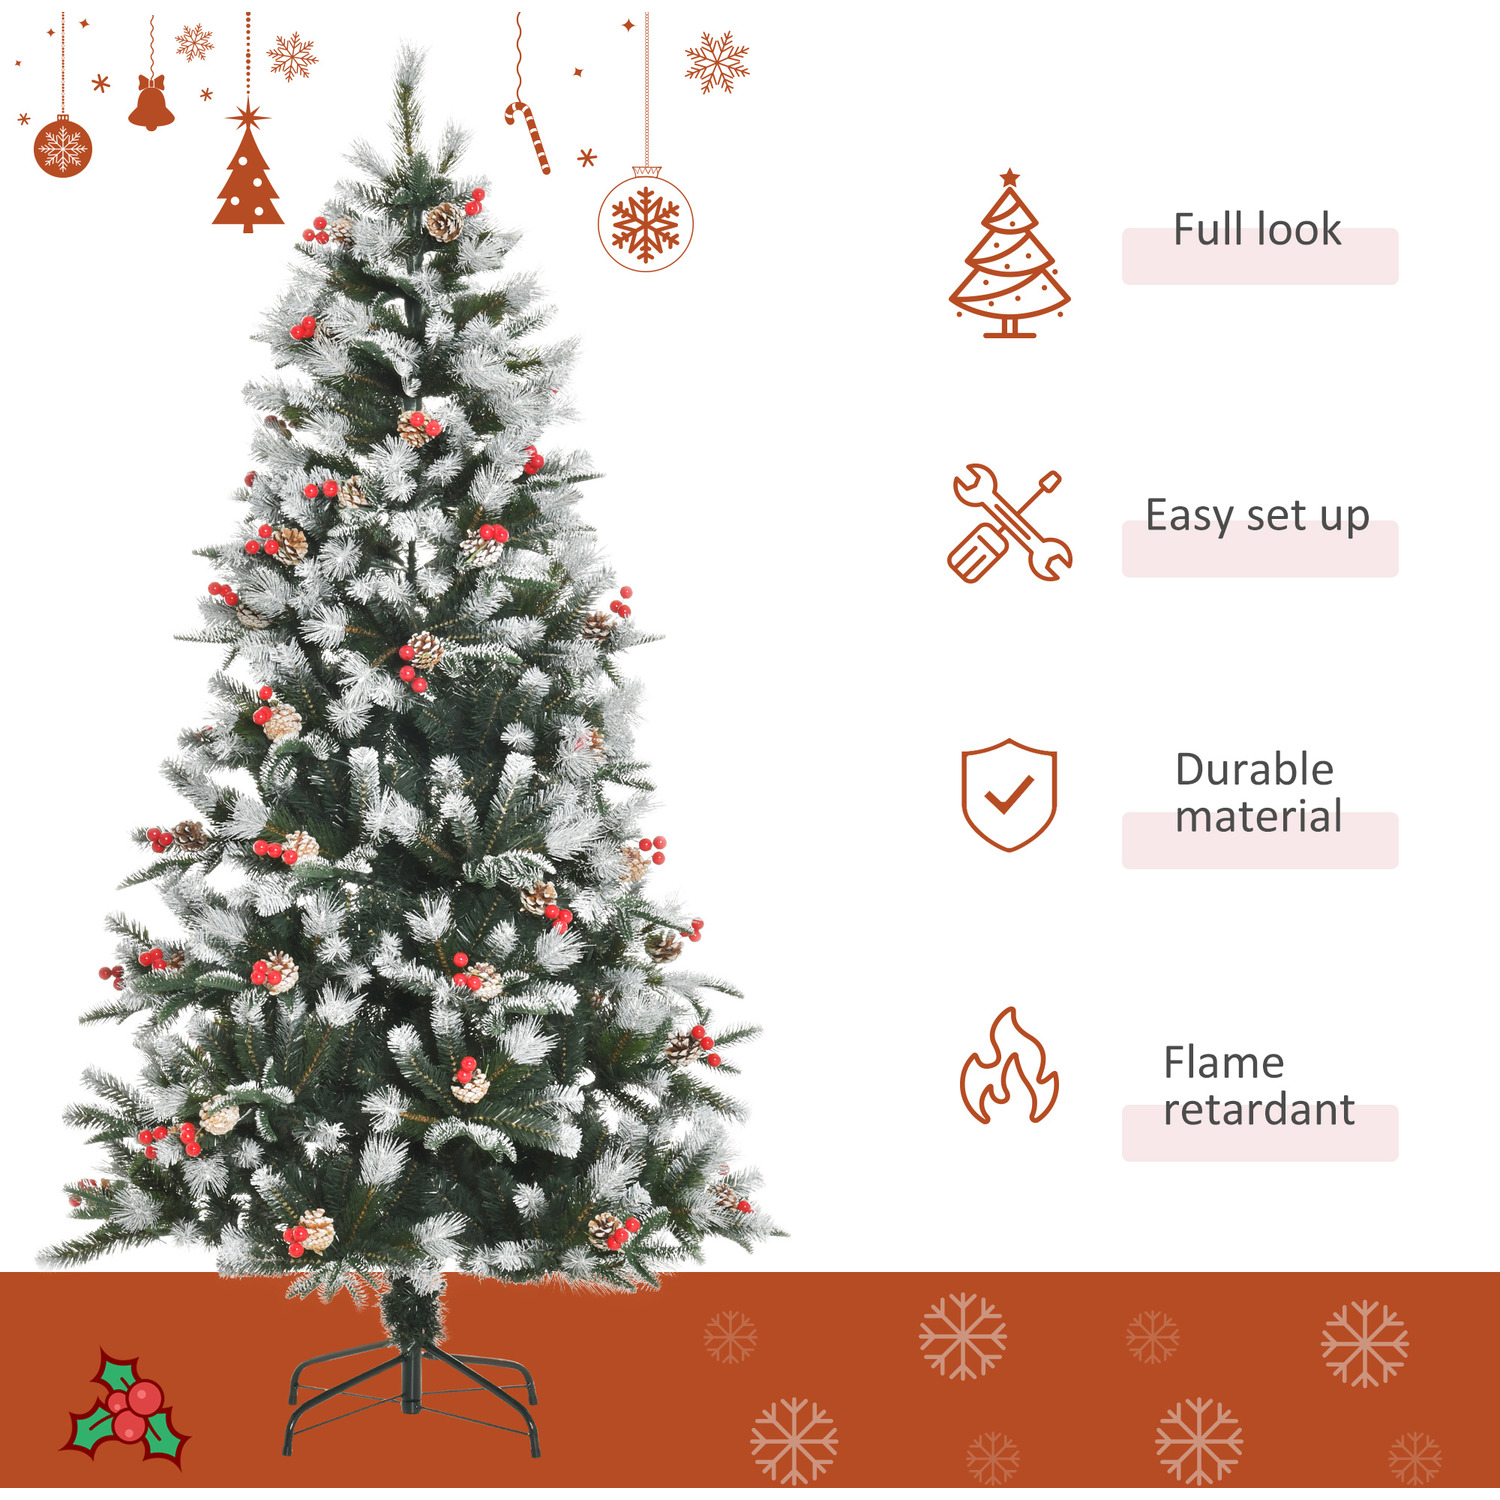 Full look
Easy set up
Durable
material
Flame
retardant